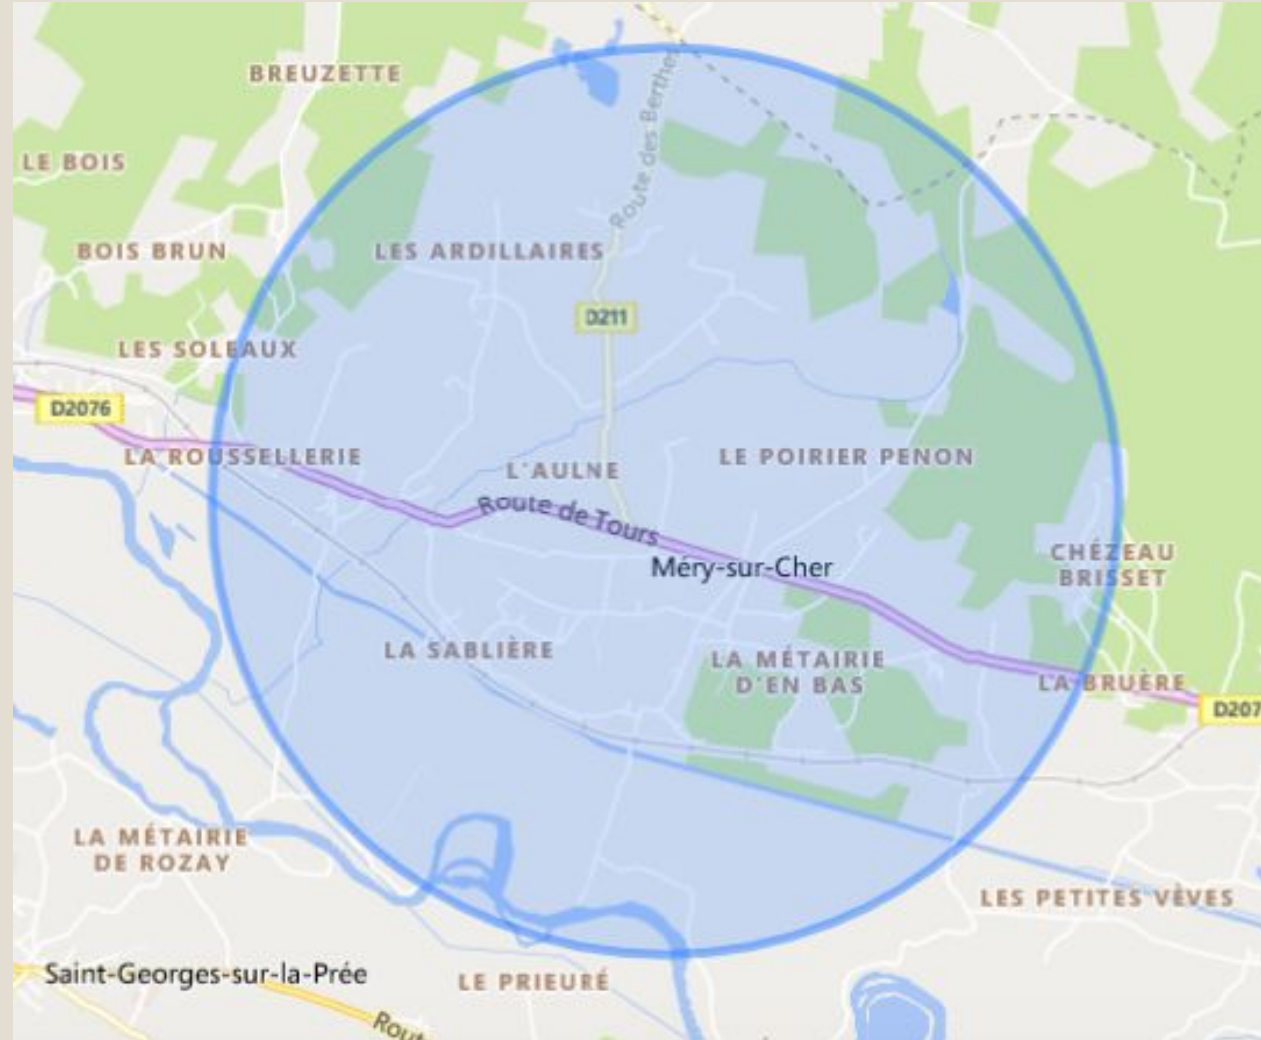 BREUZETTE
LE BOIS
Route des Berthe
BOIS BRUN
LES ARDILLAIRES
D211
LES SOLEAUX
D2076
LA ROUSSELLERIE
L'AULNE
LE POIRIER PENON
Route de Tours
Méry-sur-Cher
CHÉZEAU
BRISSET
LA SABLIÈRE
LA MÉTAIRIE
D'EN BAS
LA BRUÈRE
D207
LA MÉTAIRIE
DE ROZAY
LES PETITES VÈVES
Saint-Georges-sur-la-Prée
LE PRIEURÉ
Rout